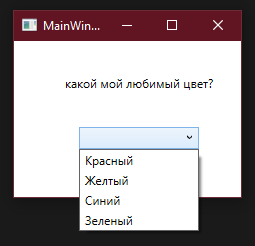 MainWin...
какой мой любимый цвет?
Красный
Желтый
Синий
Зеленый